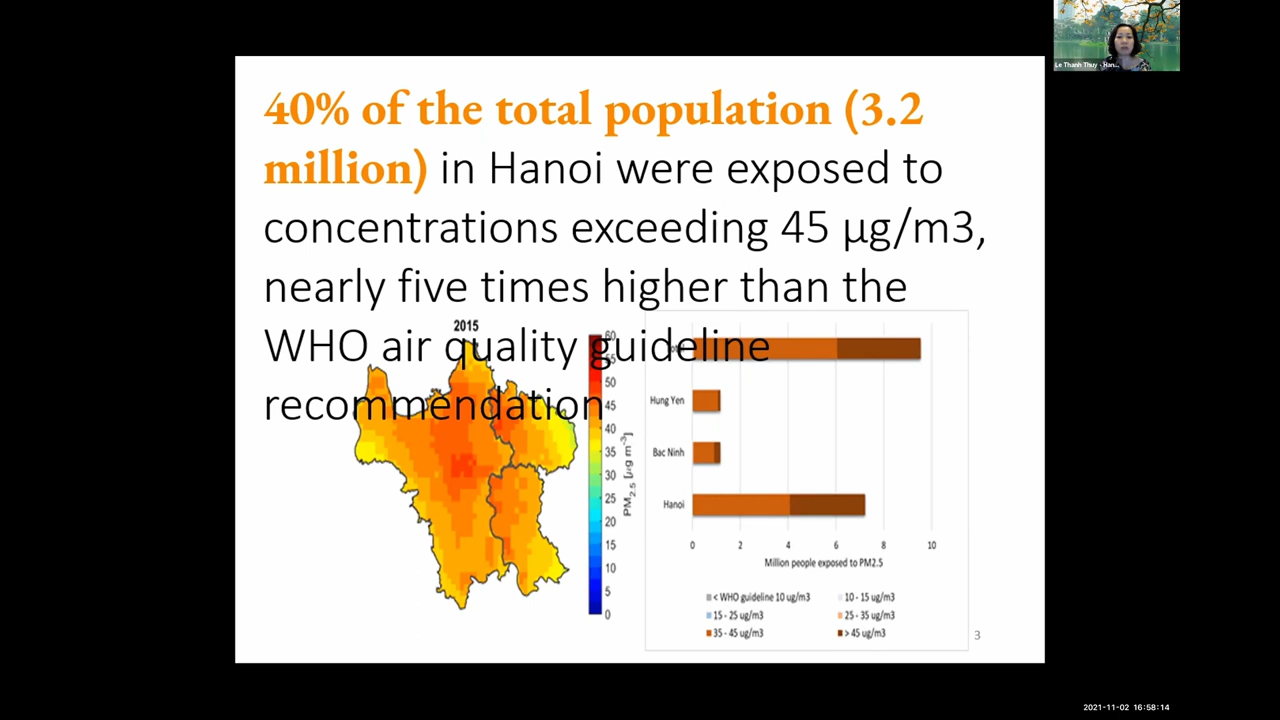 Le Thanh Thuy - Han...
40% of the total population (3.2
million) in Hanoi were exposed to
concentrations exceeding 45 µg/m3,
nearly five times higher than the
WHO air quality guideline
recommendation
2015
60
55
50
45
40
35
30
25
20
15
10
5
0
PM2.5 [µg m-3]
Hung Yen
Bac Ninh
Hanoi
0 2 4 6 8 10
Million people exposed to PM2.5
< WHO guideline 10 ug/m3 10 - 15 ug/m3
15 - 25 ug/m3 25 - 35 ug/m3
35 - 45 ug/m3 > 45 ug/m3
3
2021-11-02 16:58:14